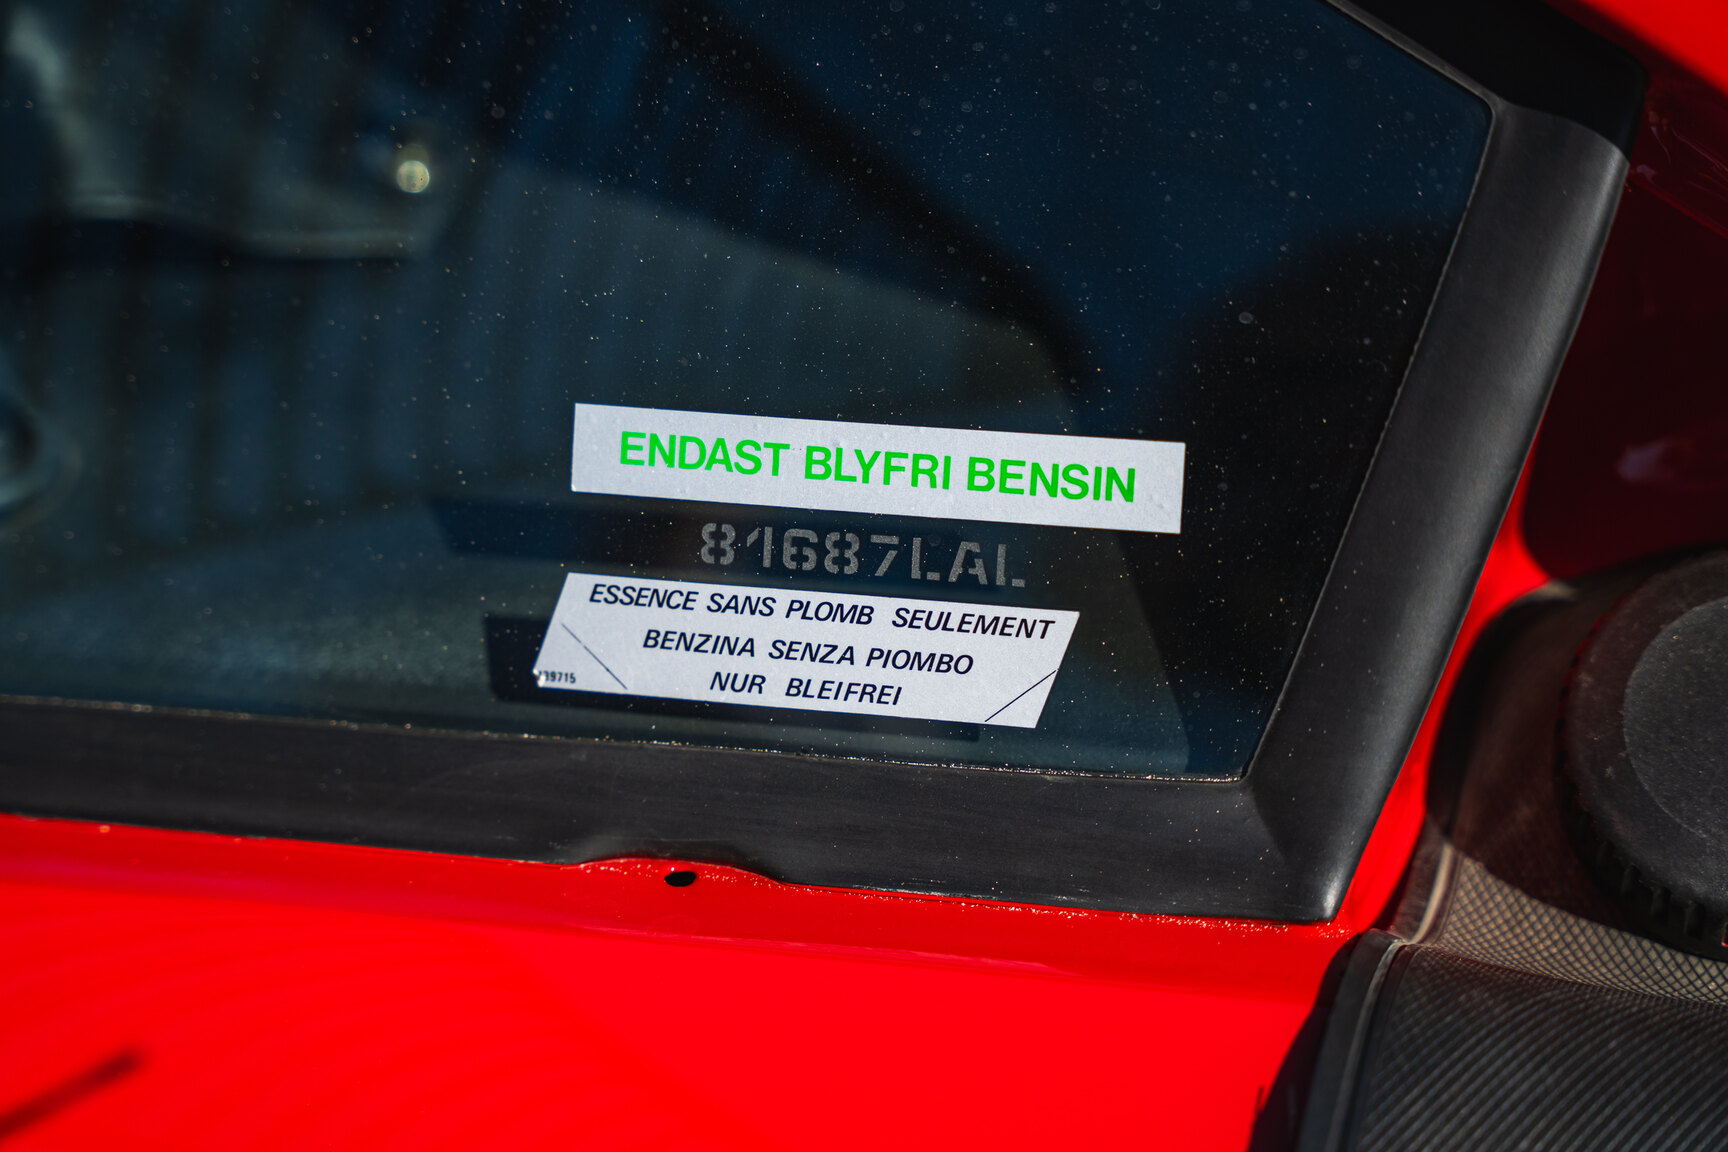 ENDAST BLYFRI BENSIN
81687LAL
ESSENCE SANS PLOMB SEULEMENT
BENZINA SENZA PIOMBO
NUR BLEIFREI